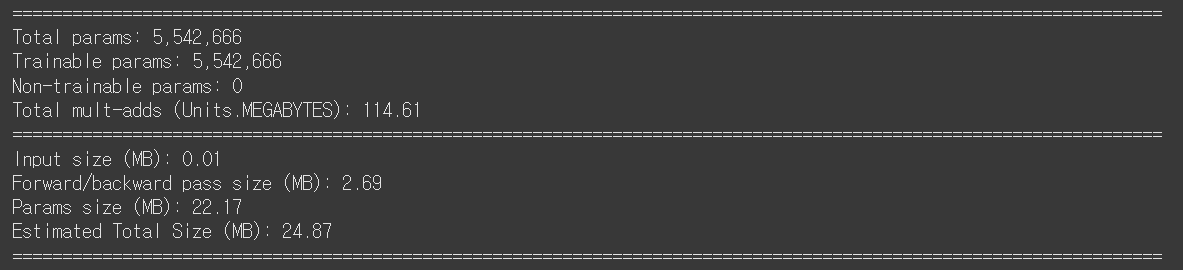 ==========================================================================================
Total params: 5,542,666
Trainable params: 5,542,666
Non-trainable params: 0
Total mult-adds (Units.MEGABYTES): 114.61
==========================================================================================
Input size (MB): 0.01
Forward/backward pass size (MB): 2.69
Params size (MB): 22.17
Estimated Total Size (MB): 24.87
==========================================================================================